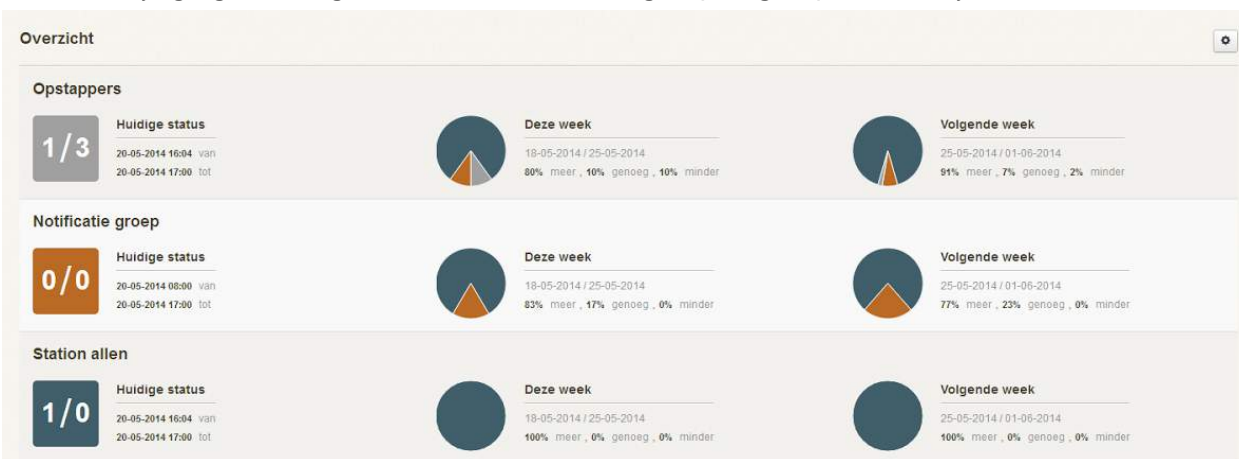 Overzicht
Opstappers
1/3
Huidige status
20-05-2014 16:04 van
20-05-2014 17:00 tot
Deze week
18-05-2014 / 25-05-2014
80% meer , 10% genoeg , 10% minder
Volgende week
25-05-2014 / 01-06-2014
91% meer , 7% genoeg , 2% minder
Notificatie groep
0/0
Huidige status
20-05-2014 08:00 van
20-05-2014 17:00 tot
Deze week
18-05-2014 / 25-05-2014
83% meer , 17% genoeg , 0% minder
Volgende week
25-05-2014 / 01-06-2014
77% meer , 23% genoeg , 0% minder
Station allen
1/0
Huidige status
20-05-2014 16:04 van
20-05-2014 17:00 tot
Deze week
18-05-2014 / 25-05-2014
100% meer , 0% genoeg , 0% minder
Volgende week
25-05-2014 / 01-06-2014
100% meer , 0% genoeg , 0% minder